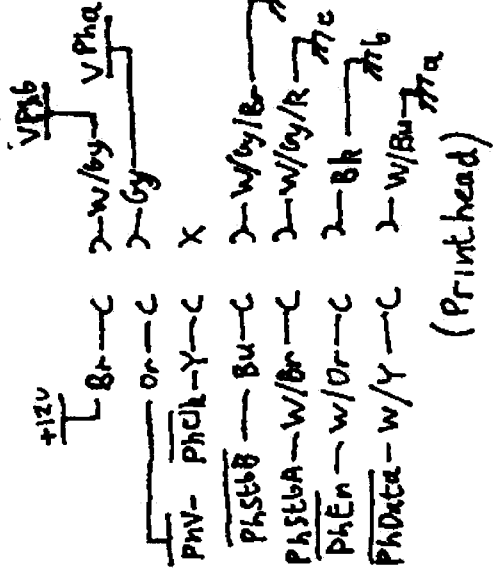 +12v VPhb
Br W/Gy VPha
Or Gy
PhV- PhClk-Y X
PhStbB — Bu W/Gy/Br
PhStbA — W/Br W/Gy/R c
PhEn — W/Or Bk b
PhData — W/Y W/Bu a
(Printhead)